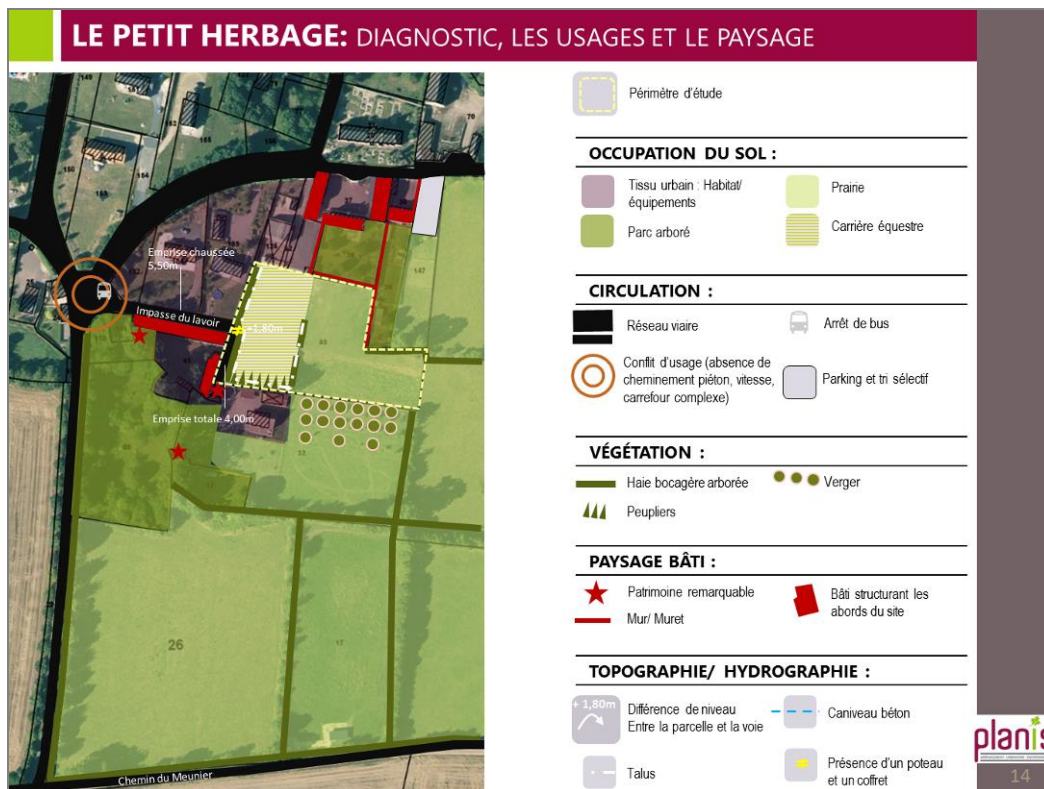 LE PETIT HERBAGE: DIAGNOSTIC, LES USAGES ET LE PAYSAGE
Emprise chaussée
5,50m
Impasse du lavoir
+1,80m
Emprise totale 4,00m
147
26
17
Chemin du Meunier
Périmètre d'étude
OCCUPATION DU SOL :
Tissu urbain : Habitat/
équipements
Prairie
Parc arboré
Carrière équestre
CIRCULATION :
Réseau viaire
Arrêt de bus
Conflit d'usage (absence de
cheminement piéton, vitesse,
carrefour complexe)
Parking et tri sélectif
VÉGÉTATION :
Haie bocagère arborée
Verger
Peupliers
PAYSAGE BÂTI :
Patrimoine remarquable
Bâti structurant les
abords du site
Mur/ Muret
TOPOGRAPHIE/ HYDROGRAPHIE :
+ 1,80m
Différence de niveau
Entre la parcelle et la voie
Caniveau béton
Talus
Présence d'un poteau
et un coffret
planis
14